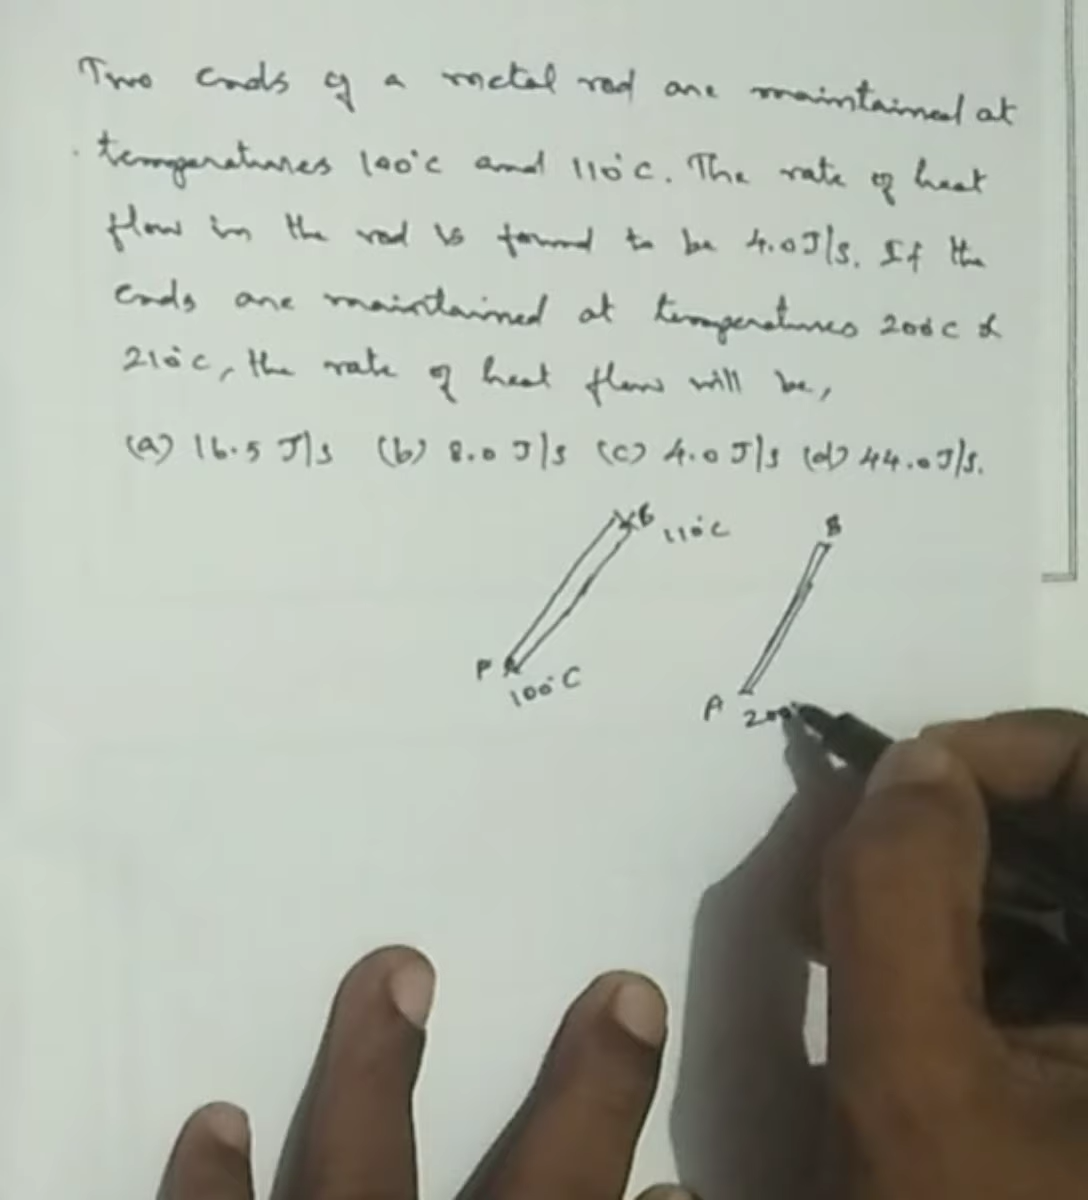 Two ends of a metal rod are maintained at
temperatures 100°C and 110°C. The rate of heat
flow in the rod is found to be 4.0 J/s. If the
ends are maintained at temperatures 200°C &
210°C, the rate of heat flow will be,
(a) 16.5 J/s (b) 8.0 J/s (c) 4.0 J/s (d) 44.0 J/s.
B 110°C
B
100°C
A 200°